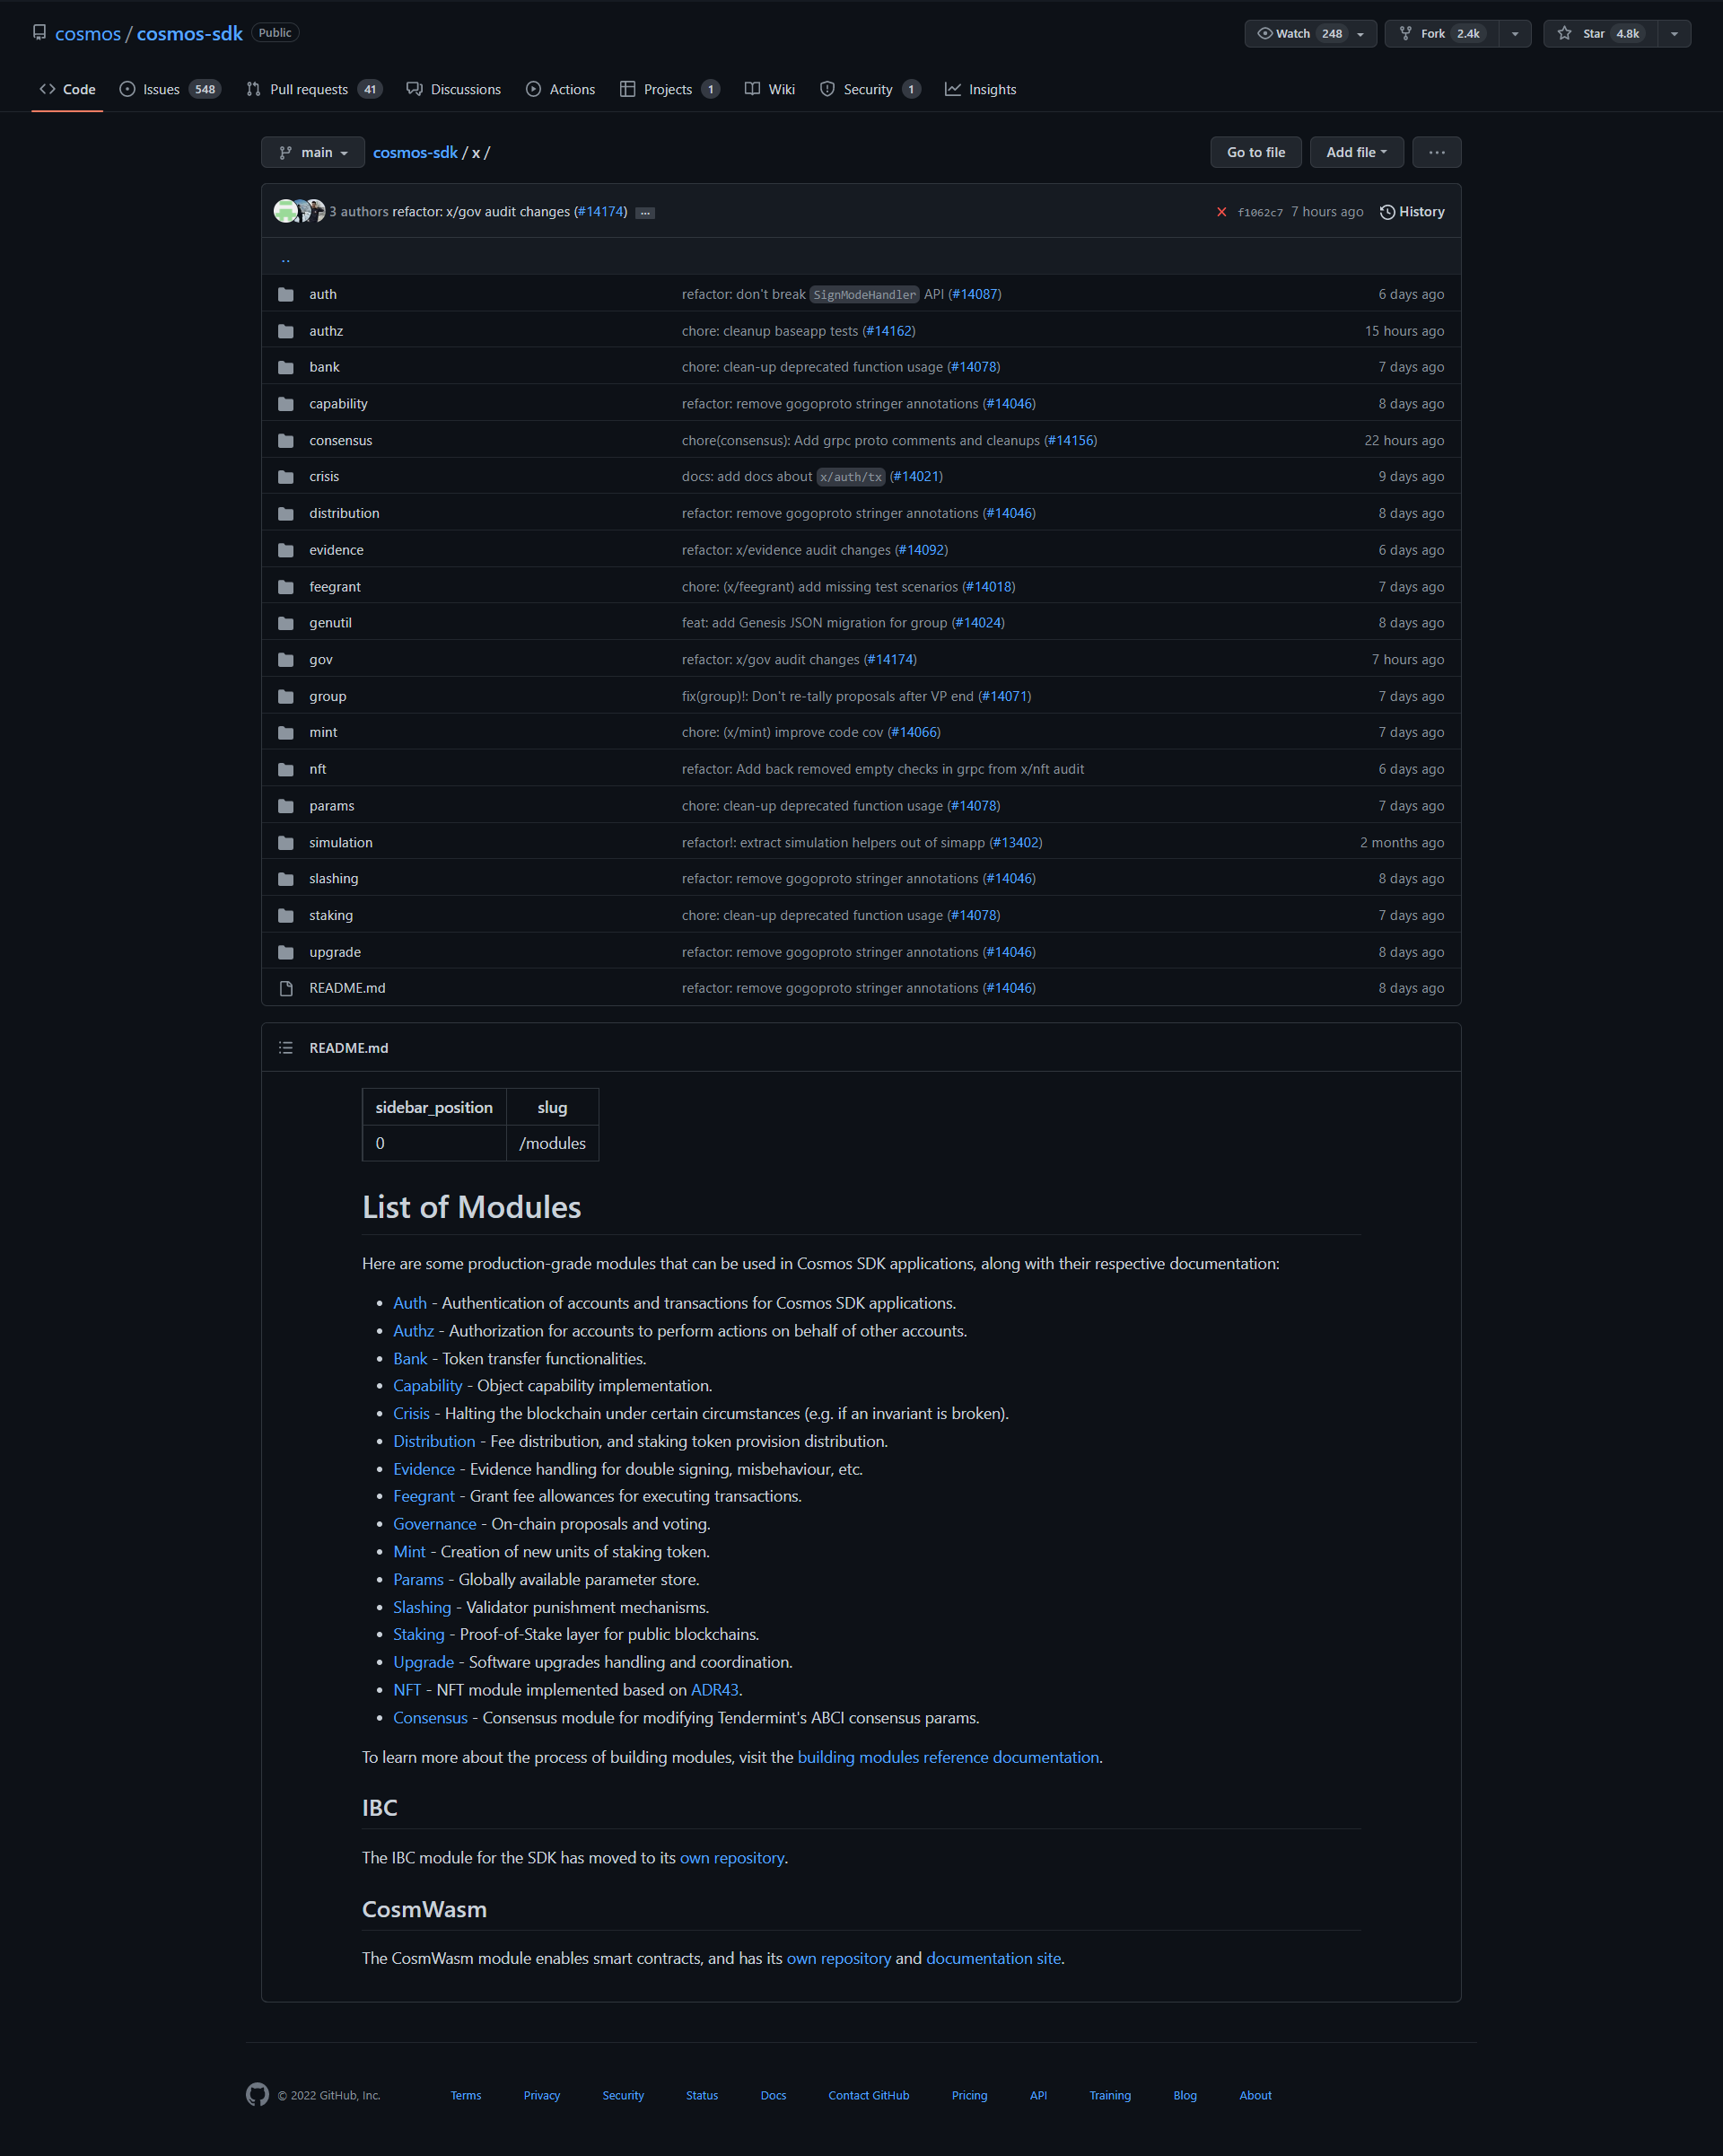 cosmos / cosmos-sdk Public
Watch 248 Fork 2.4k Star 4.8k
Code Issues 548 Pull requests 41 Discussions Actions Projects 1 Wiki Security 1 Insights
main cosmos-sdk / x / Go to file Add file ...
3 authors refactor: x/gov audit changes (#14174) ... f1062c7 7 hours ago History
..
auth refactor: don't break SignModeHandler API (#14087) 6 days ago
authz chore: cleanup baseapp tests (#14162) 15 hours ago
bank chore: clean-up deprecated function usage (#14078) 7 days ago
capability refactor: remove gogoproto stringer annotations (#14046) 8 days ago
consensus chore(consensus): Add grpc proto comments and cleanups (#14156) 22 hours ago
crisis docs: add docs about x/auth/tx (#14021) 9 days ago
distribution refactor: remove gogoproto stringer annotations (#14046) 8 days ago
evidence refactor: x/evidence audit changes (#14092) 6 days ago
feegrant chore: (x/feegrant) add missing test scenarios (#14018) 7 days ago
genutil feat: add Genesis JSON migration for group (#14024) 8 days ago
gov refactor: x/gov audit changes (#14174) 7 hours ago
group fix(group)!: Don't re-tally proposals after VP end (#14071) 7 days ago
mint chore: (x/mint) improve code cov (#14066) 7 days ago
nft refactor: Add back removed empty checks in grpc from x/nft audit 6 days ago
params chore: clean-up deprecated function usage (#14078) 7 days ago
simulation refactor!: extract simulation helpers out of simapp (#13402) 2 months ago
slashing refactor: remove gogoproto stringer annotations (#14046) 8 days ago
staking chore: clean-up deprecated function usage (#14078) 7 days ago
upgrade refactor: remove gogoproto stringer annotations (#14046) 8 days ago
README.md refactor: remove gogoproto stringer annotations (#14046) 8 days ago
README.md
sidebar_position slug
0 /modules
List of Modules
Here are some production-grade modules that can be used in Cosmos SDK applications, along with their respective documentation:
• Auth - Authentication of accounts and transactions for Cosmos SDK applications.
• Authz - Authorization for accounts to perform actions on behalf of other accounts.
• Bank - Token transfer functionalities.
• Capability - Object capability implementation.
• Crisis - Halting the blockchain under certain circumstances (e.g. if an invariant is broken).
• Distribution - Fee distribution, and staking token provision distribution.
• Evidence - Evidence handling for double signing, misbehaviour, etc.
• Feegrant - Grant fee allowances for executing transactions.
• Governance - On-chain proposals and voting.
• Mint - Creation of new units of staking token.
• Params - Globally available parameter store.
• Slashing - Validator punishment mechanisms.
• Staking - Proof-of-Stake layer for public blockchains.
• Upgrade - Software upgrades handling and coordination.
• NFT - NFT module implemented based on ADR43.
• Consensus - Consensus module for modifying Tendermint's ABCI consensus params.
To learn more about the process of building modules, visit the building modules reference documentation.
IBC
The IBC module for the SDK has moved to its own repository.
CosmWasm
The CosmWasm module enables smart contracts, and has its own repository and documentation site.
© 2022 GitHub, Inc. Terms Privacy Security Status Docs Contact GitHub Pricing API Training Blog About